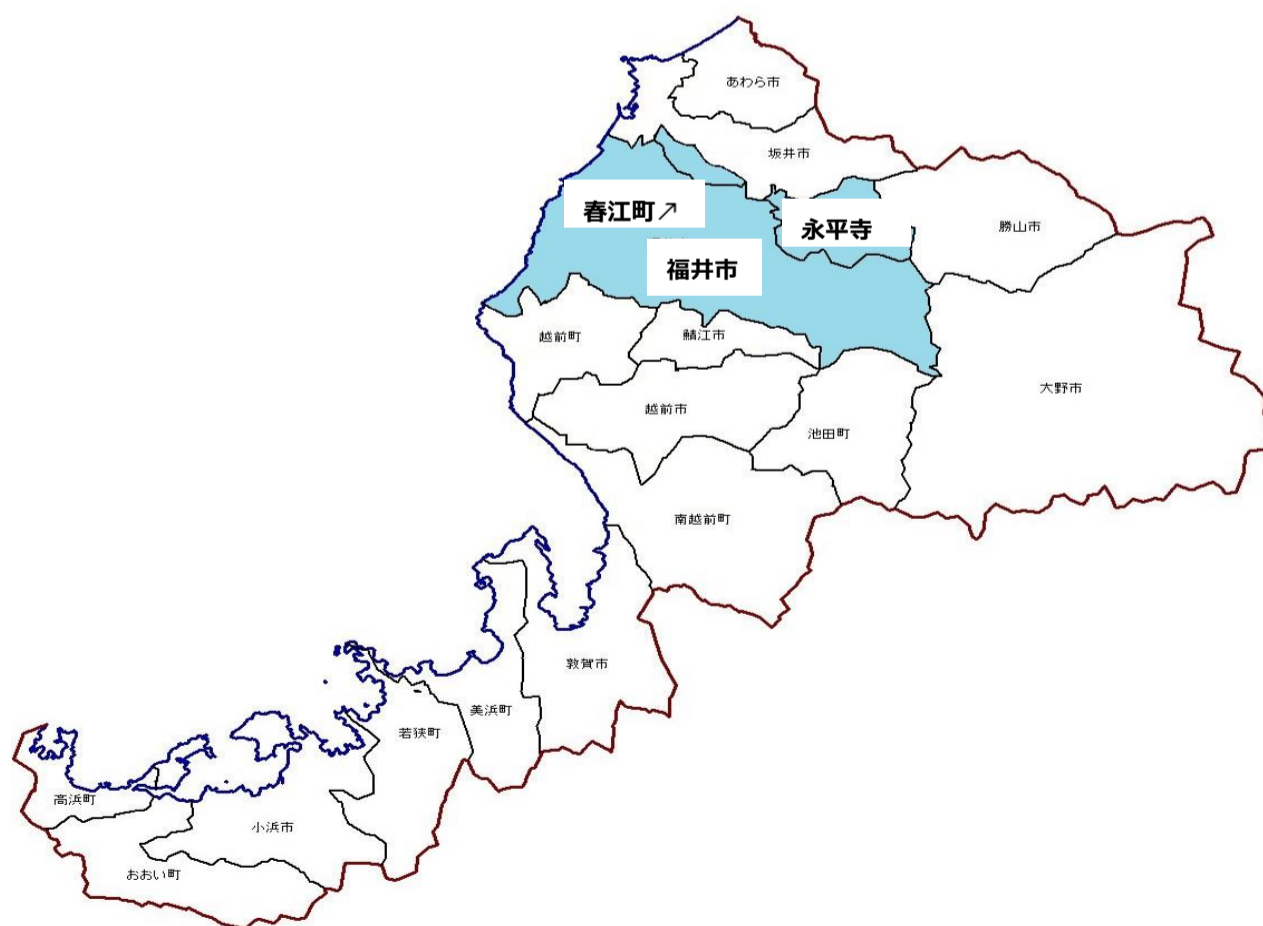 あわら市
坂井市
春江町↗
永平寺
勝山市
福井市
越前町
鯖江市
大野市
越前市
池田町
南越前町
敦賀市
美浜町
若狭町
高浜町
小浜市
おおい町